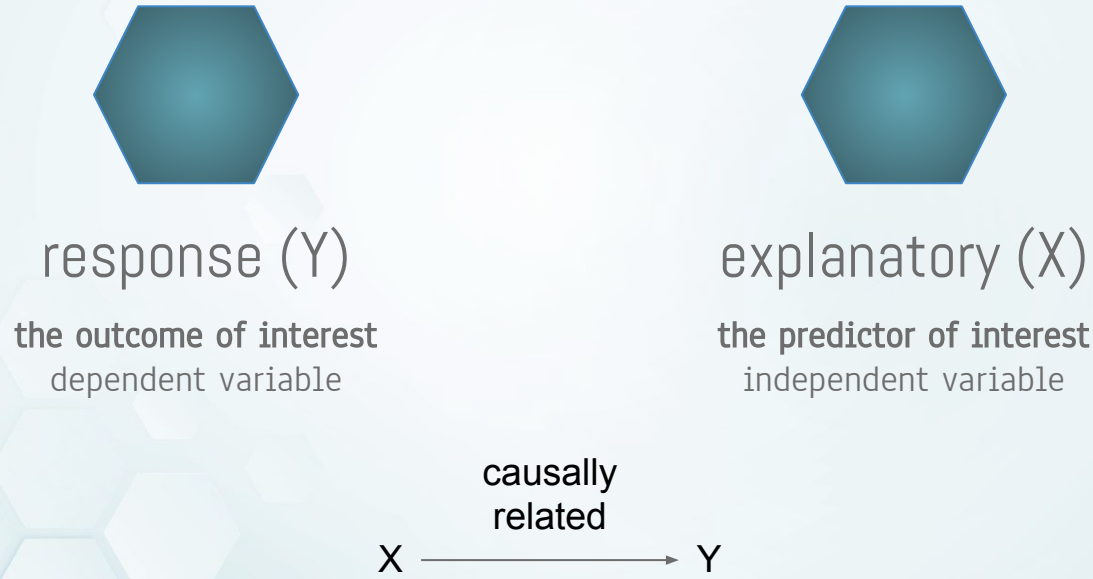 response (Y)
the outcome of interest
dependent variable
explanatory (X)
the predictor of interest
independent variable
causally
related
X Y